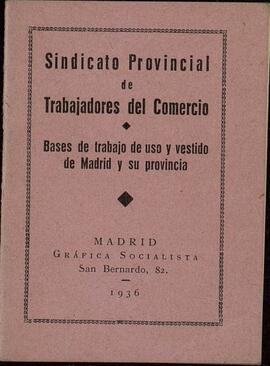 Sindicato Provincial
de
Trabajadores del Comercio
Bases de trabajo de uso y vestido
de Madrid y su provincia
MADRID
GRÁFICA SOCIALISTA
San Bernardo, 82.
1936